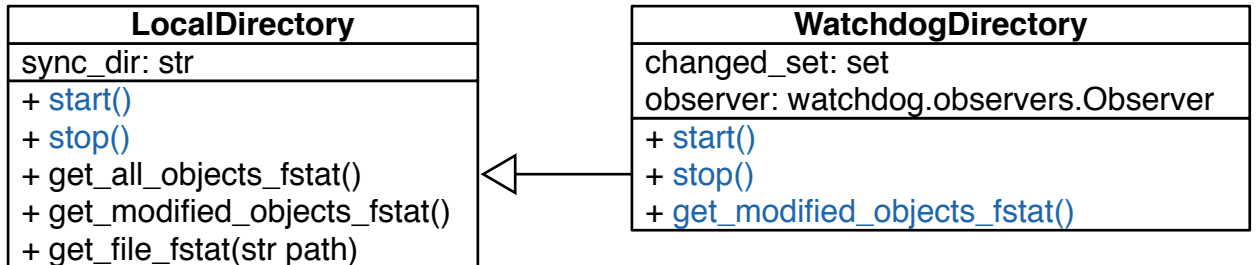 LocalDirectory
sync_dir: str
+ start()
+ stop()
+ get_all_objects_fstat()
+ get_modified_objects_fstat()
+ get_file_fstat(str path)
WatchdogDirectory
changed_set: set
observer: watchdog.observers.Observer
+ start()
+ stop()
+ get_modified_objects_fstat()